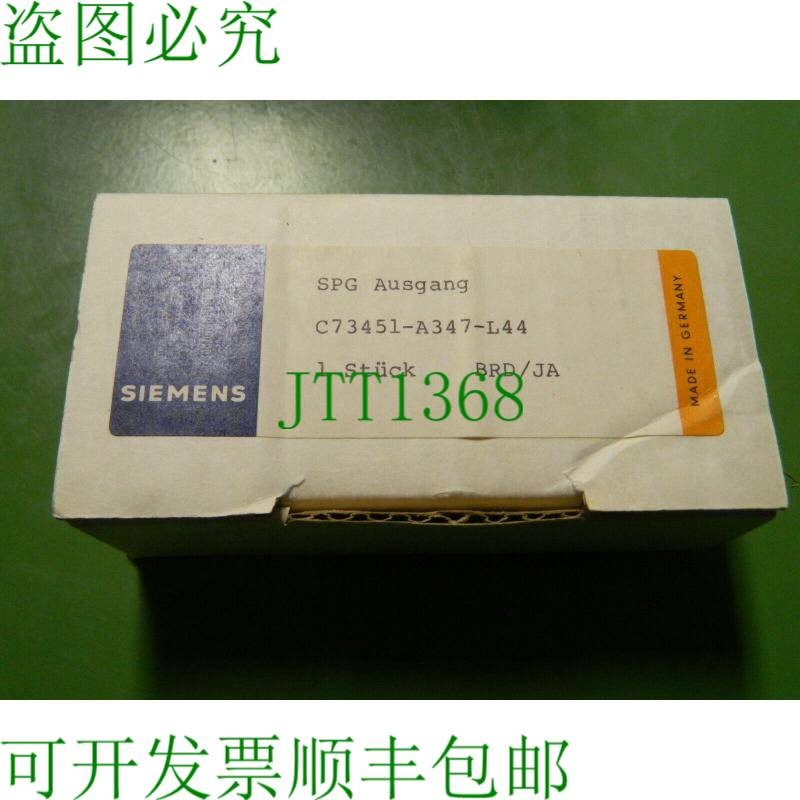 盗图必究
SPG Ausgang
C73451-A347-L44
1 Stück BRD/JA
SIEMENS
MADE IN GERMANY
JTT1368
可开发票顺丰包邮